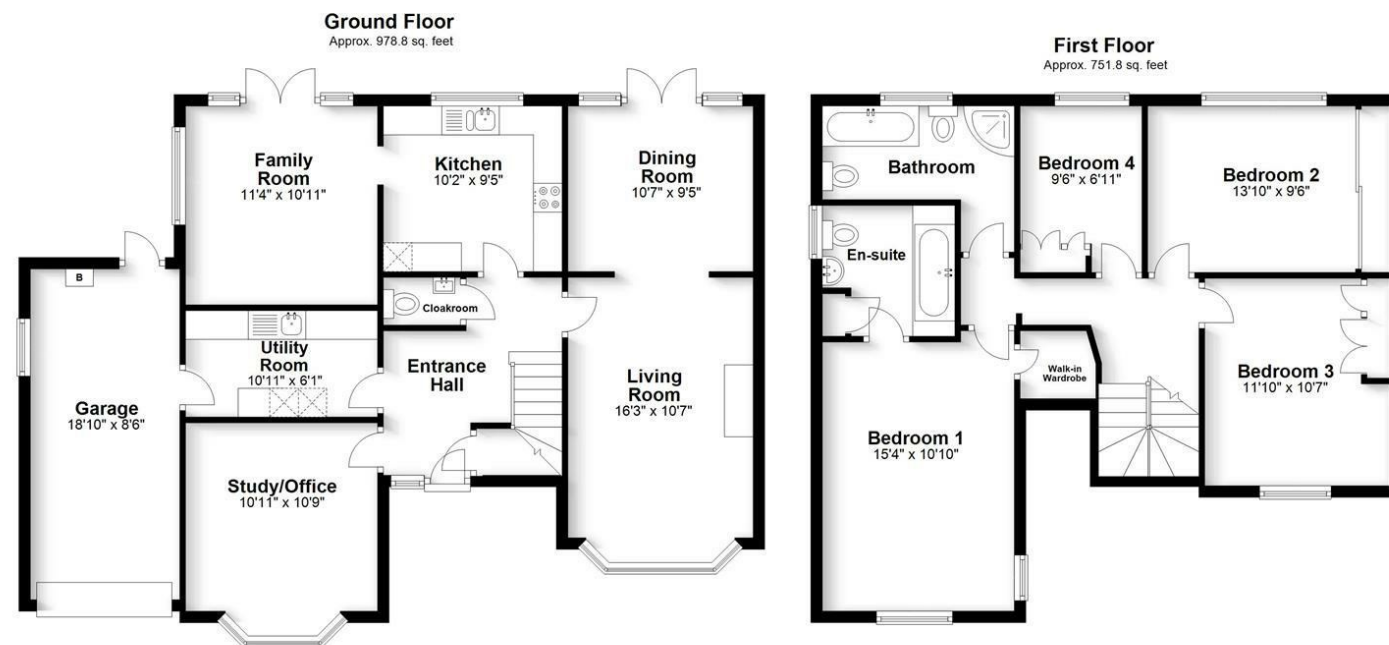 Ground Floor
Approx. 978.8 sq. feet
Family
Room
11'4" x 10'11"
Kitchen
10'2" x 9'5"
Dining
Room
10'7" x 9'5"
B
Cloakroom
Utility
Room
10'11" x 6'1"
Entrance
Hall
Living
Room
16'3" x 10'7"
Garage
18'10" x 8'6"
Study/Office
10'11" x 10'9"
First Floor
Approx. 751.8 sq. feet
Bathroom
Bedroom 4
9'6" x 6'11"
Bedroom 2
13'10" x 9'6"
En-suite
Walk-in
Wardrobe
Bedroom 3
11'10" x 10'7"
Bedroom 1
15'4" x 10'10"